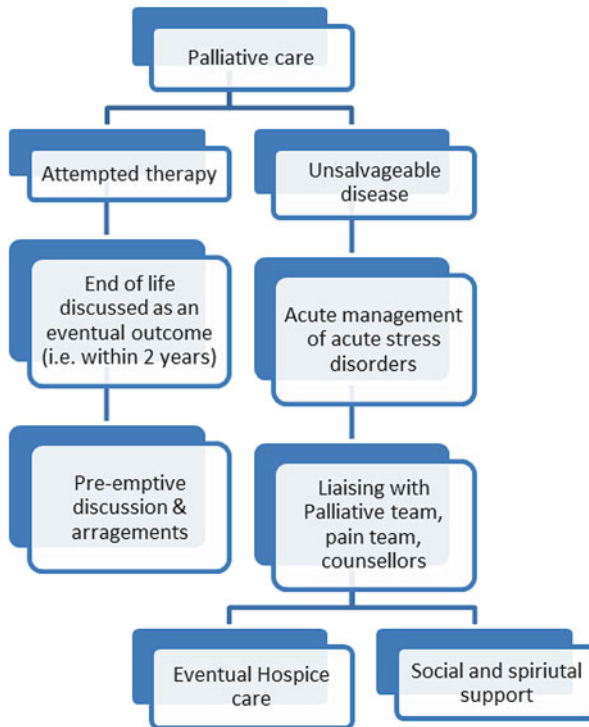 Palliative care
Attempted therapy
Unsalvageable
disease
End of life
discussed as an
eventual outcome
(i.e. within 2 years)
Acute management
of acute stress
disorders
Pre-emptive
discussion &
arragements
Liaising with
Palliative team,
pain team,
counsellors
Eventual Hospice
care
Social and spiriutal
support